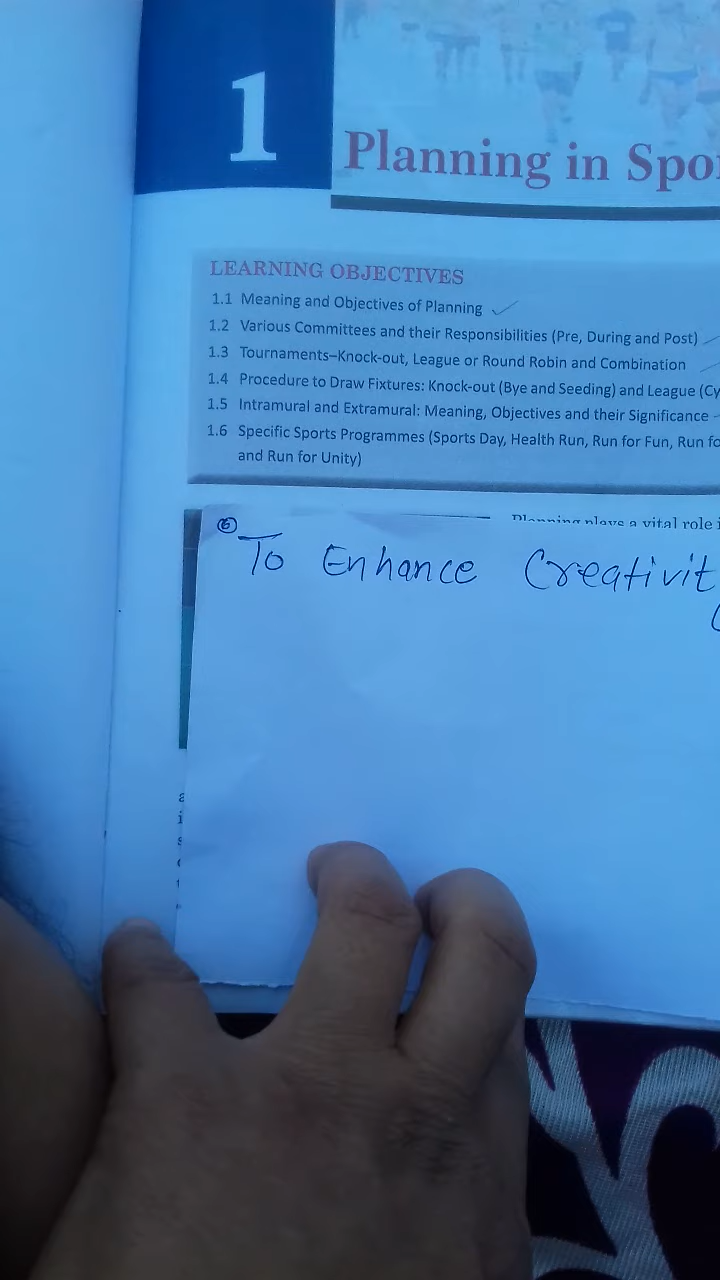 1
Planning in Spo
LEARNING OBJECTIVES
1.1 Meaning and Objectives of Planning
1.2 Various Committees and their Responsibilities (Pre, During and Post)
1.3 Tournaments–Knock-out, League or Round Robin and Combination
1.4 Procedure to Draw Fixtures: Knock-out (Bye and Seeding) and League (Cy
1.5 Intramural and Extramural: Meaning, Objectives and their Significance
1.6 Specific Sports Programmes (Sports Day, Health Run, Run for Fun, Run fo
and Run for Unity)
Planning plays a vital role i
⑥ To Enhance Creativit